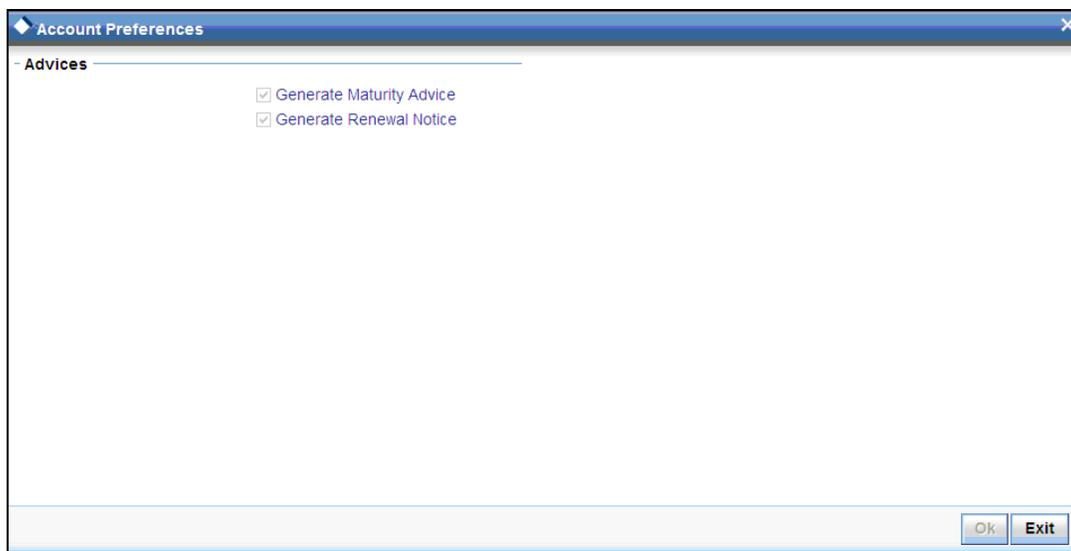 Account Preferences
Advices
Generate Maturity Advice
Generate Renewal Notice
Ok Exit